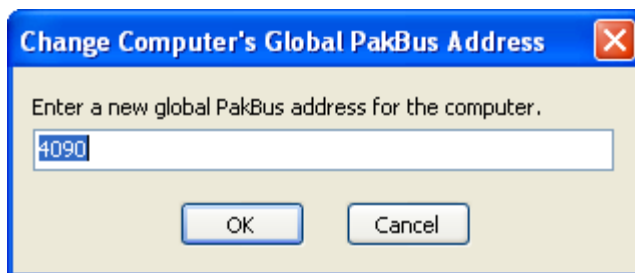 Change Computer's Global PakBus Address
Enter a new global PakBus address for the computer.
4090
OK Cancel